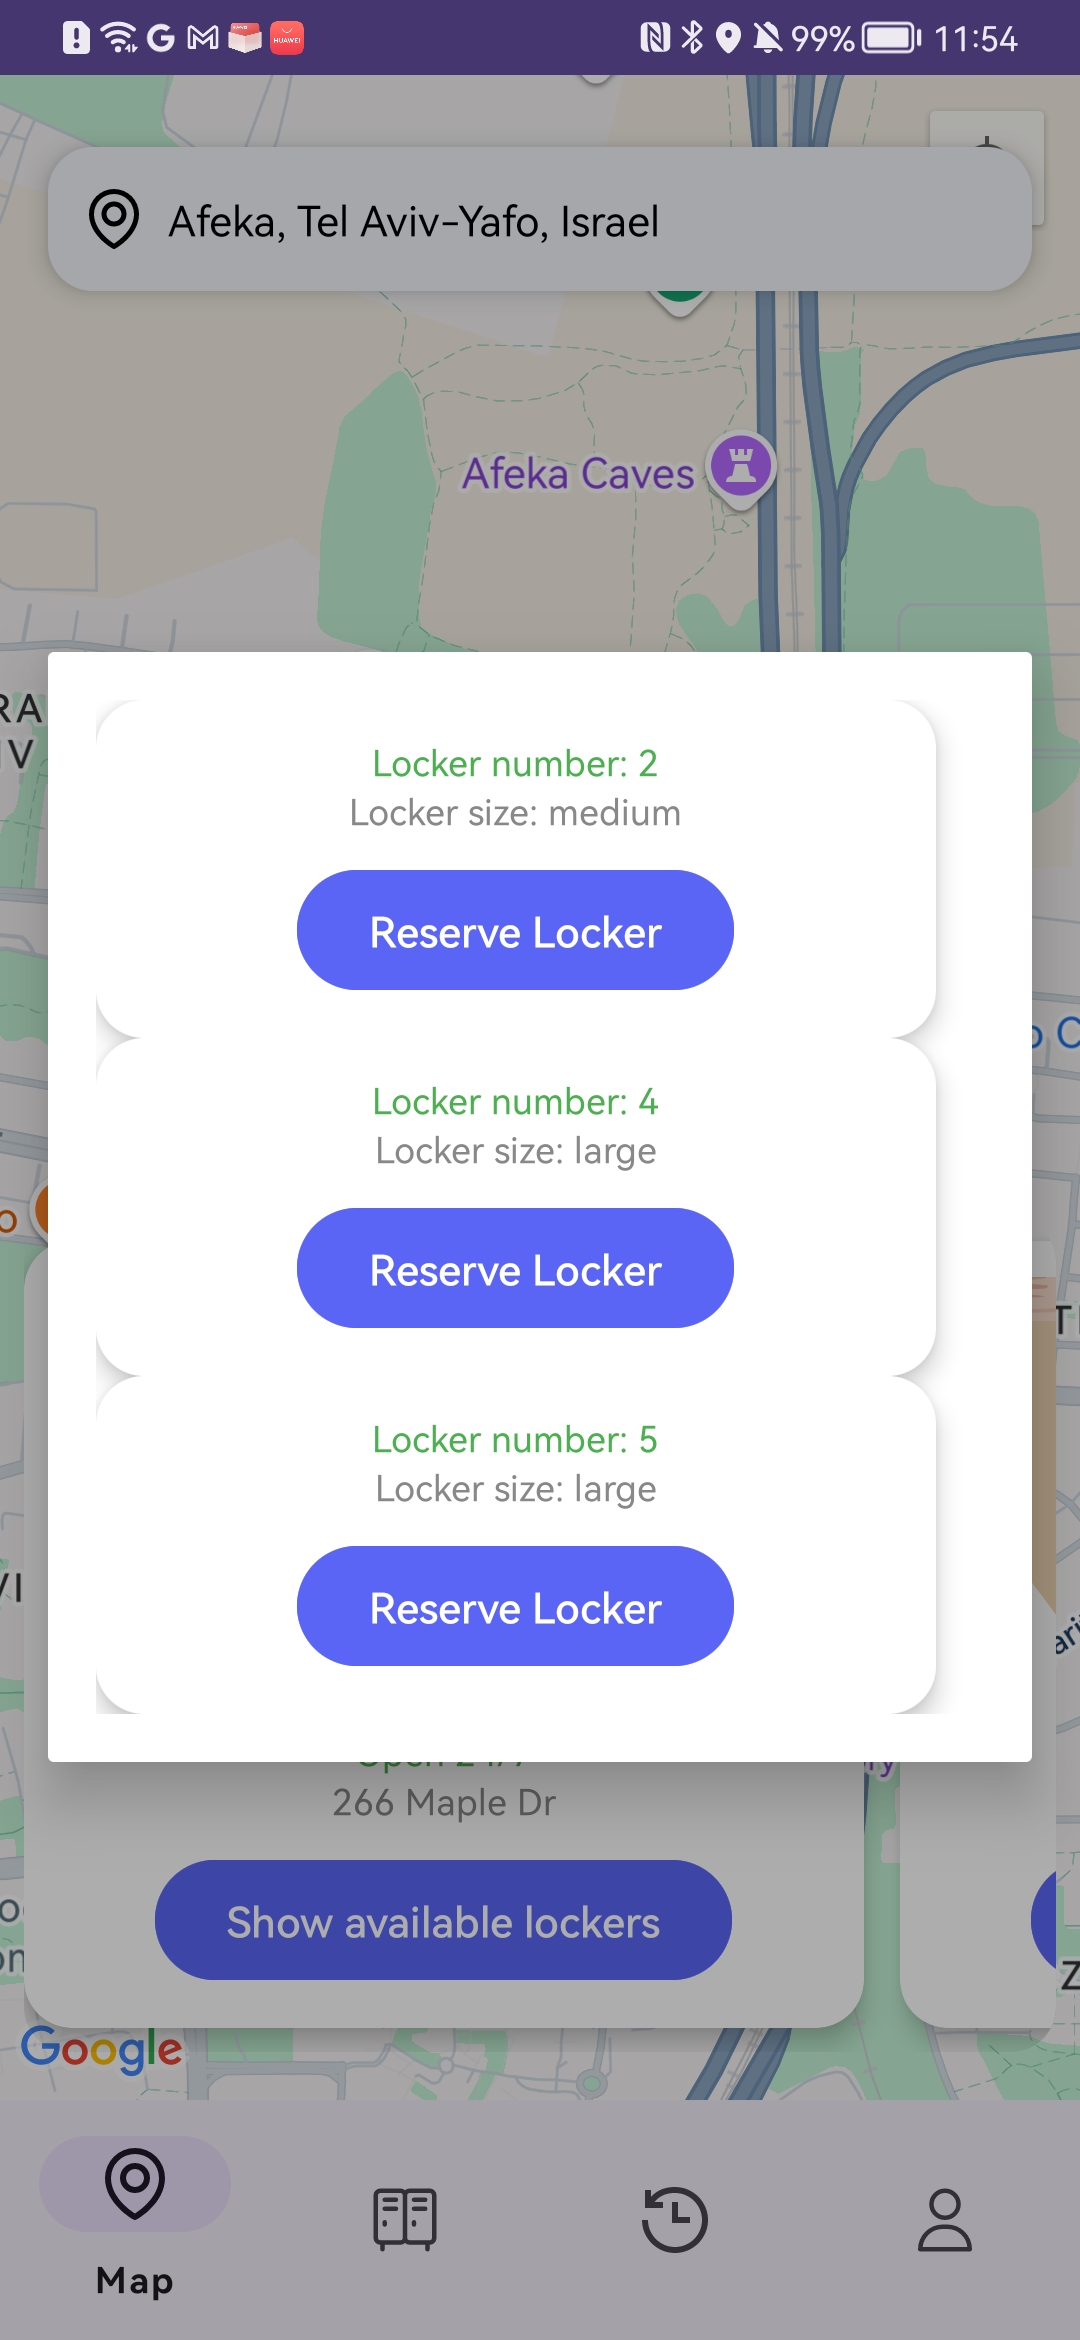 99% 11:54
Afeka, Tel Aviv-Yafo, Israel
Afeka Caves
Locker number: 2
Locker size: medium
Reserve Locker
Locker number: 4
Locker size: large
Reserve Locker
Locker number: 5
Locker size: large
Reserve Locker
266 Maple Dr
Show available lockers
Google
Map